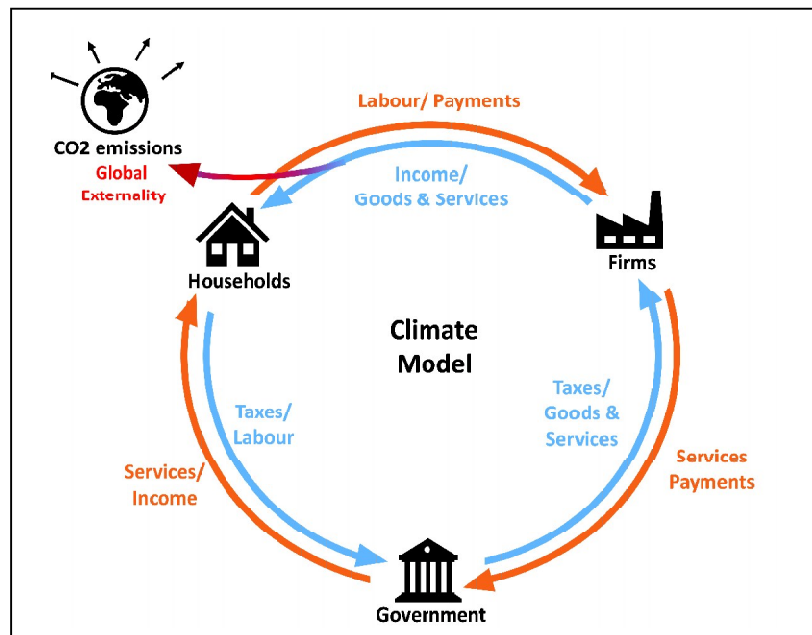 Labour/ Payments
CO2 emissions
Global
Externality
Income/
Goods & Services
Households
Firms
Climate
Model
Taxes/
Labour
Taxes/
Goods &
Services
Services/
Income
Services
Payments
Government